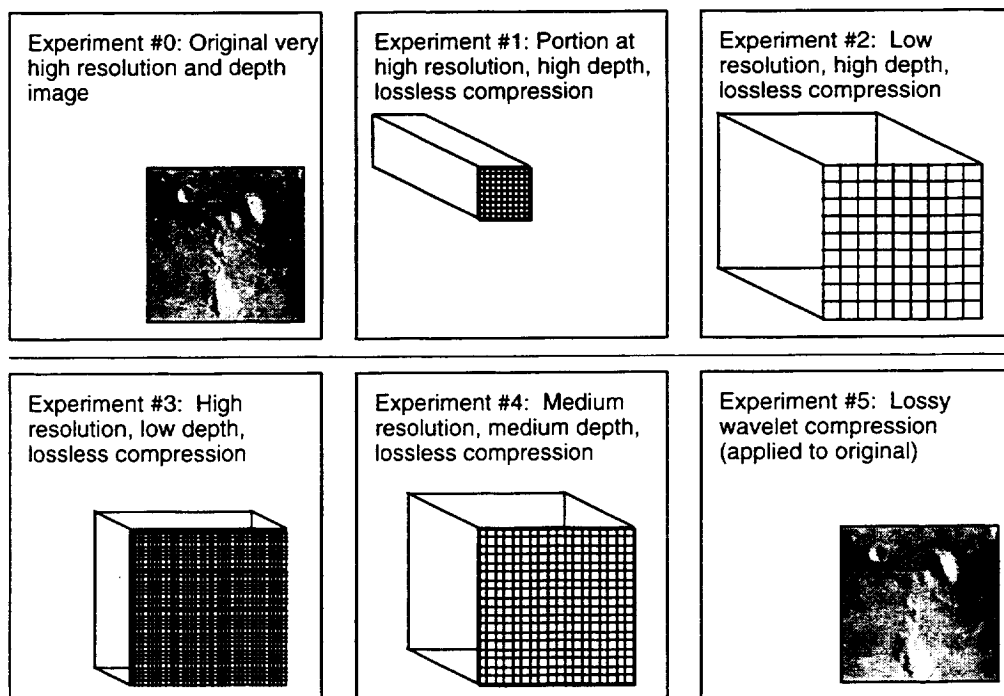 Experiment #0: Original very
high resolution and depth
image
Experiment #1: Portion at
high resolution, high depth,
lossless compression
Experiment #2:  Low
resolution, high depth,
lossless compression
Experiment #3:  High
resolution, low depth,
lossless compression
Experiment #4:  Medium
resolution, medium depth,
lossless compression
Experiment #5:  Lossy
wavelet compression
(applied to original)